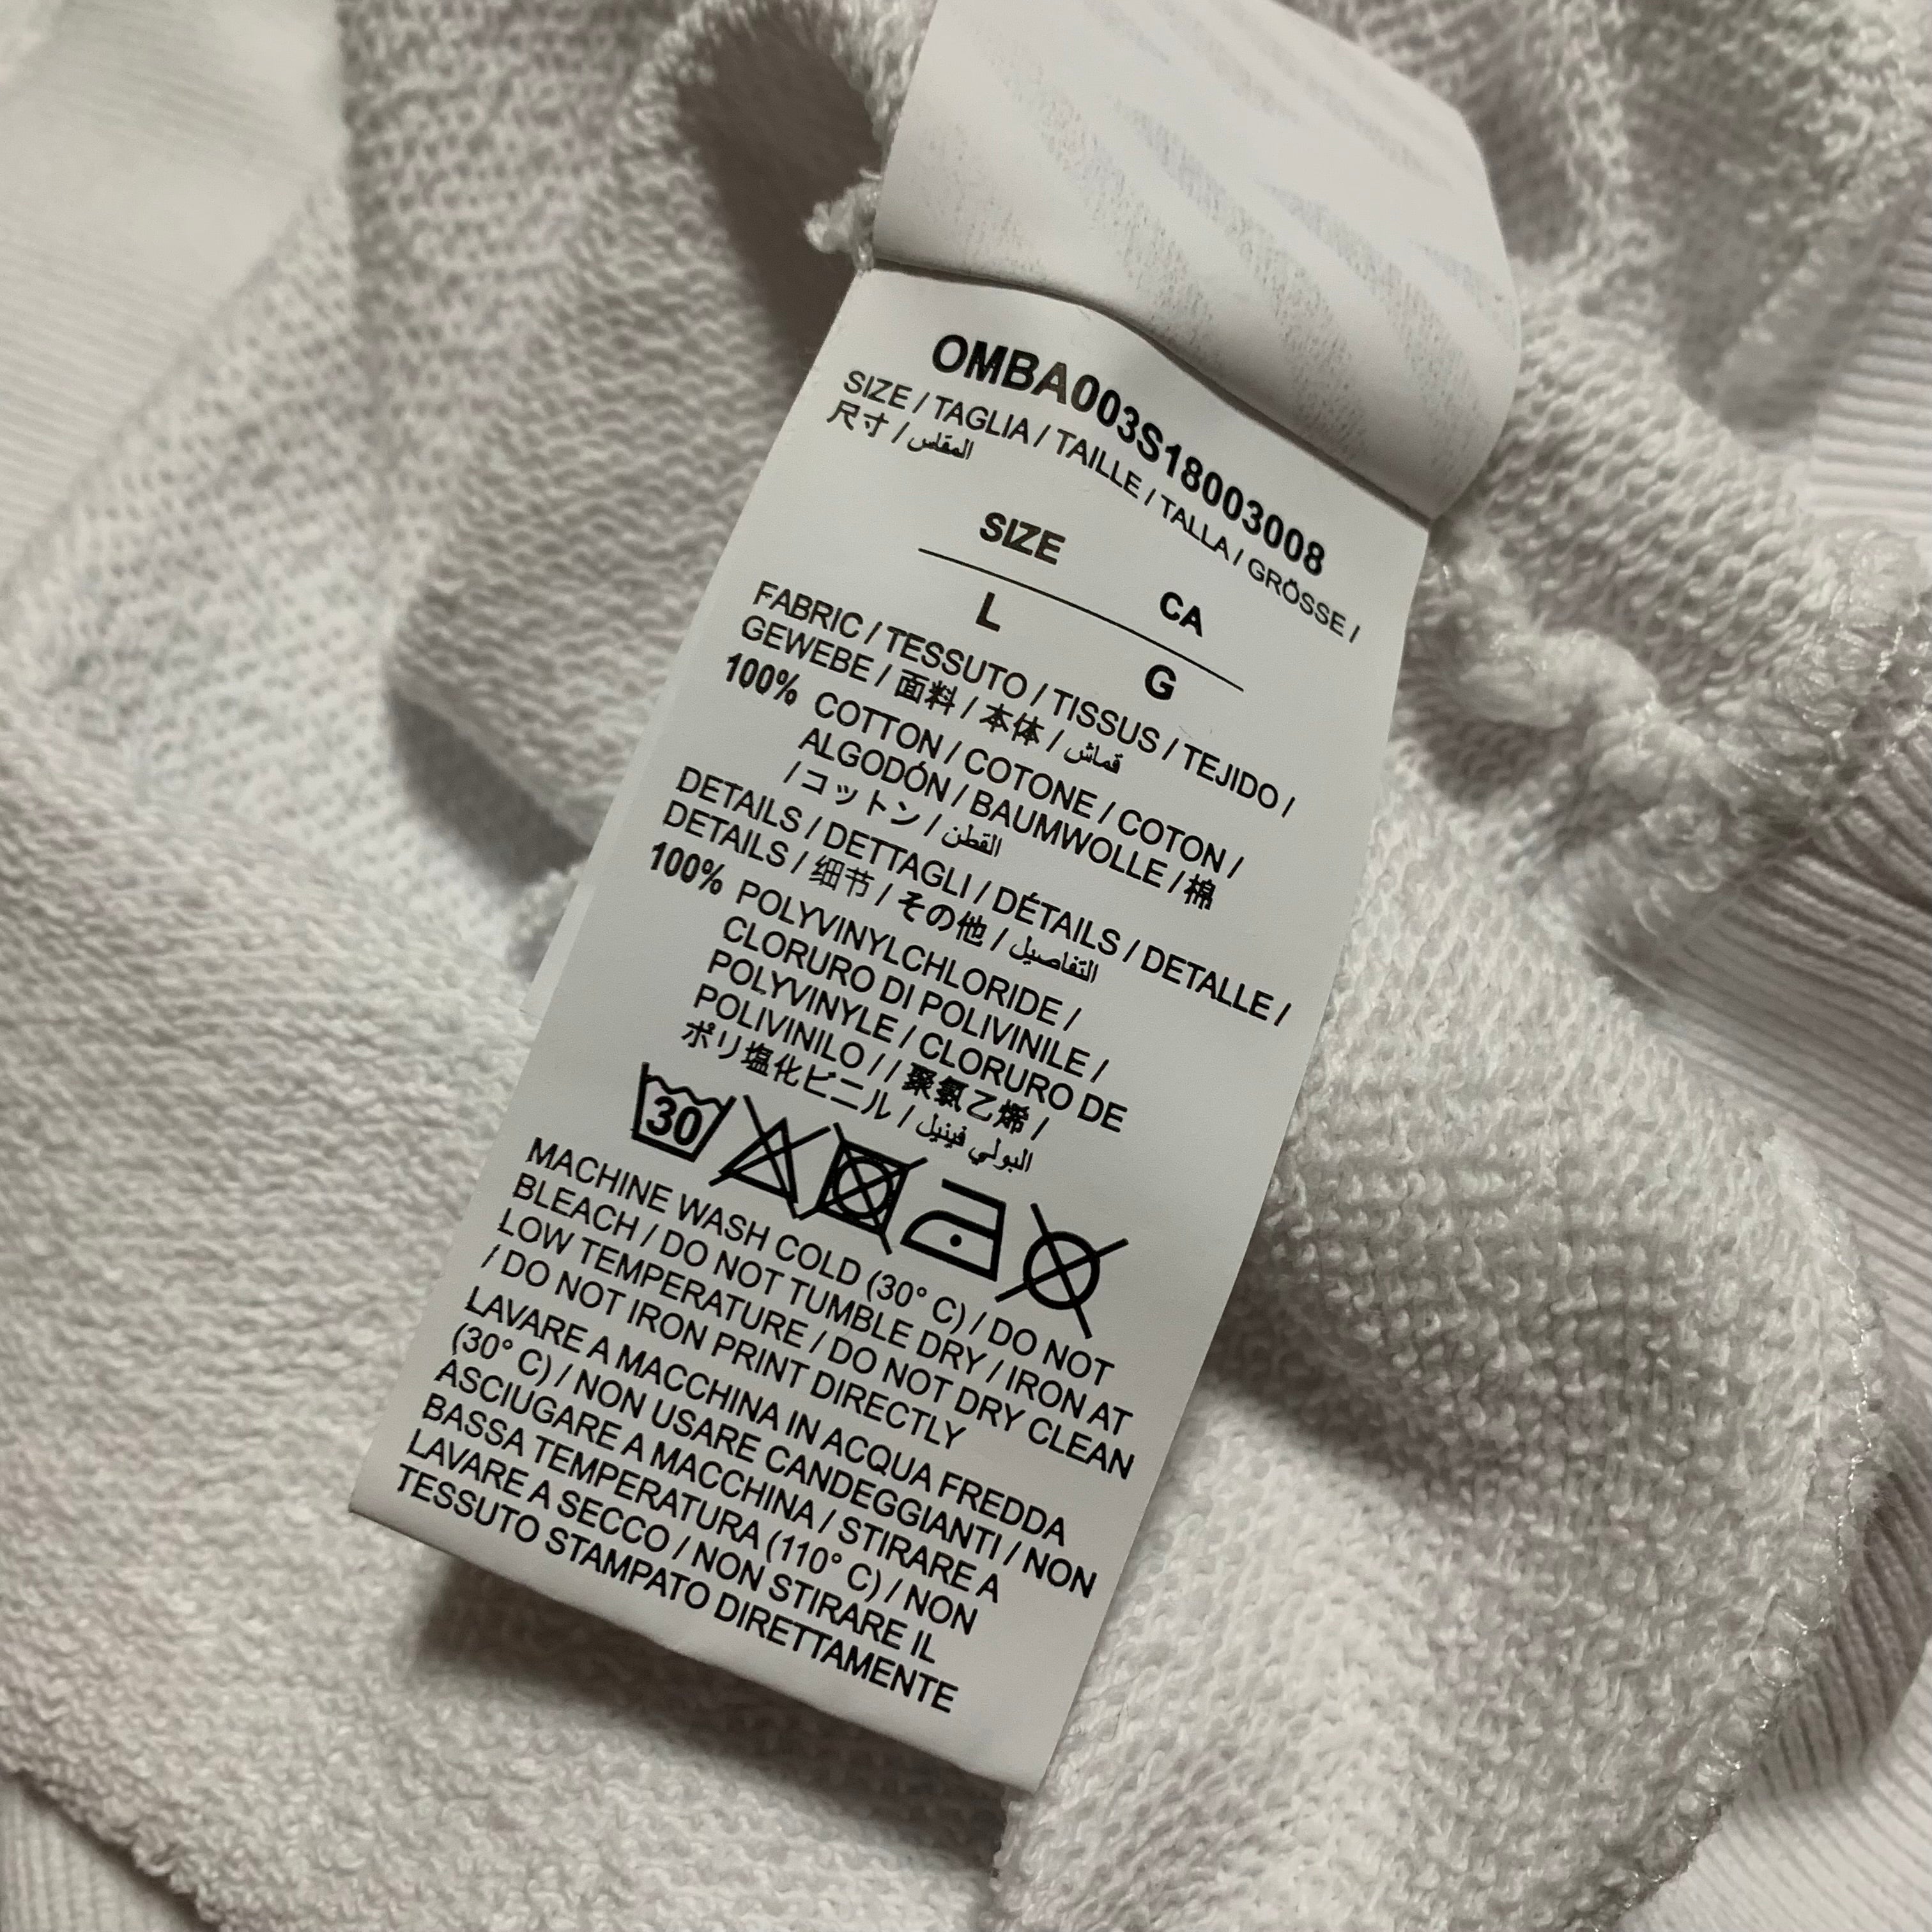 OMBA003S18003008
SIZE / TAGLIA / TAILLE / TALLA / GRÖSSE /
尺寸 / المقاس
SIZE CA
L G
FABRIC / TESSUTO / TISSUS / TEJIDO /
GEWEBE / 面料 / 本体 / قماش
100% COTTON / COTONE / COTON /
ALGODÓN / BAUMWOLLE / 棉
/ コットン / القطن
DETAILS / DETTAGLI / DÉTAILS / DETALLE /
DETAILS / 细节 / その他 / التفاصيل
100% POLYVINYLCHLORIDE /
CLORURO DI POLIVINILE /
POLYVINYLE / CLORURO DE
POLIVINILO / / 聚氯乙烯 /
ポリ塩化ビニル / البولي فينيل
30
MACHINE WASH COLD (30° C) / DO NOT
BLEACH / DO NOT TUMBLE DRY / IRON AT
LOW TEMPERATURE / DO NOT DRY CLEAN
/ DO NOT IRON PRINT DIRECTLY
LAVARE A MACCHINA IN ACQUA FREDDA
(30° C) / NON USARE CANDEGGIANTI / NON
ASCIUGARE A MACCHINA / STIRARE A
BASSA TEMPERATURA (110° C) / NON
LAVARE A SECCO / NON STIRARE IL
TESSUTO STAMPATO DIRETTAMENTE